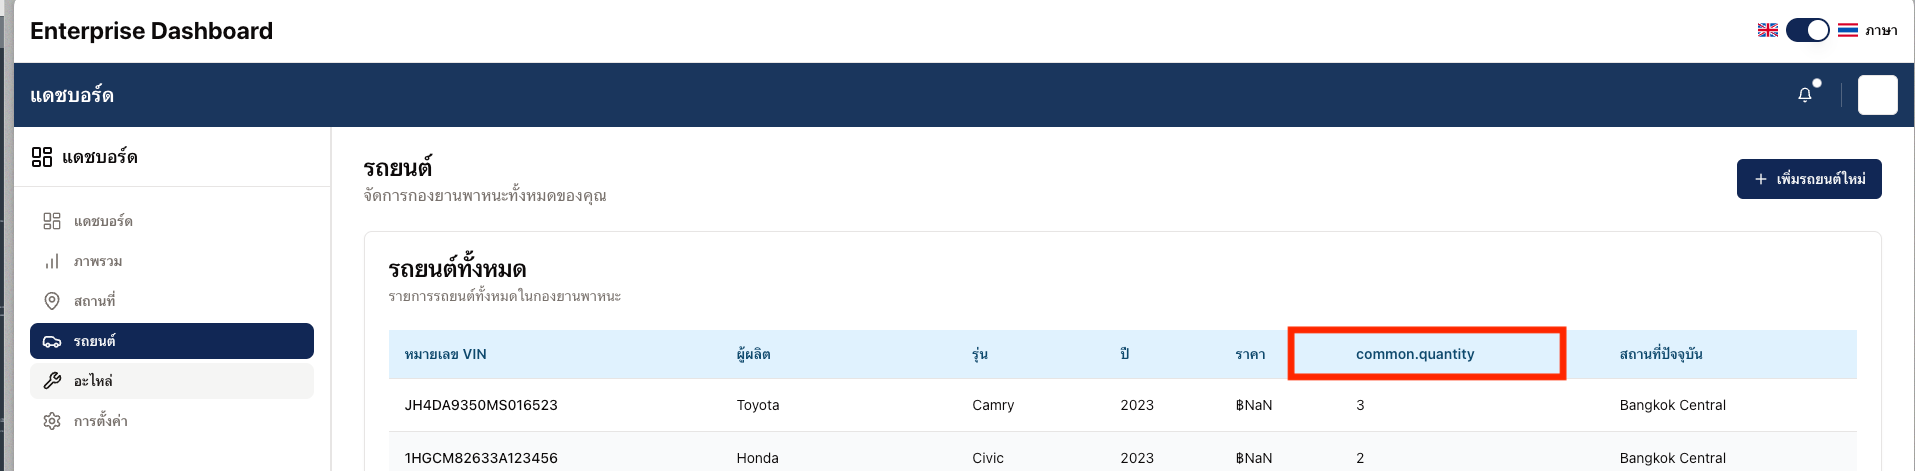 Enterprise Dashboard
ภาษา
แดชบอร์ด
แดชบอร์ด
แดชบอร์ด
ภาพรวม
สถานที่
รถยนต์
อะไหล่
การตั้งค่า
รถยนต์
จัดการกองยานพาหนะทั้งหมดของคุณ
+ เพิ่มรถยนต์ใหม่
รถยนต์ทั้งหมด
รายการรถยนต์ทั้งหมดในกองยานพาหนะ
หมายเลข VIN ผู้ผลิต รุ่น ปี ราคา common.quantity สถานที่ปัจจุบัน
JH4DA9350MS016523 Toyota Camry 2023 ฿NaN 3 Bangkok Central
1HGCM82633A123456 Honda Civic 2023 ฿NaN 2 Bangkok Central